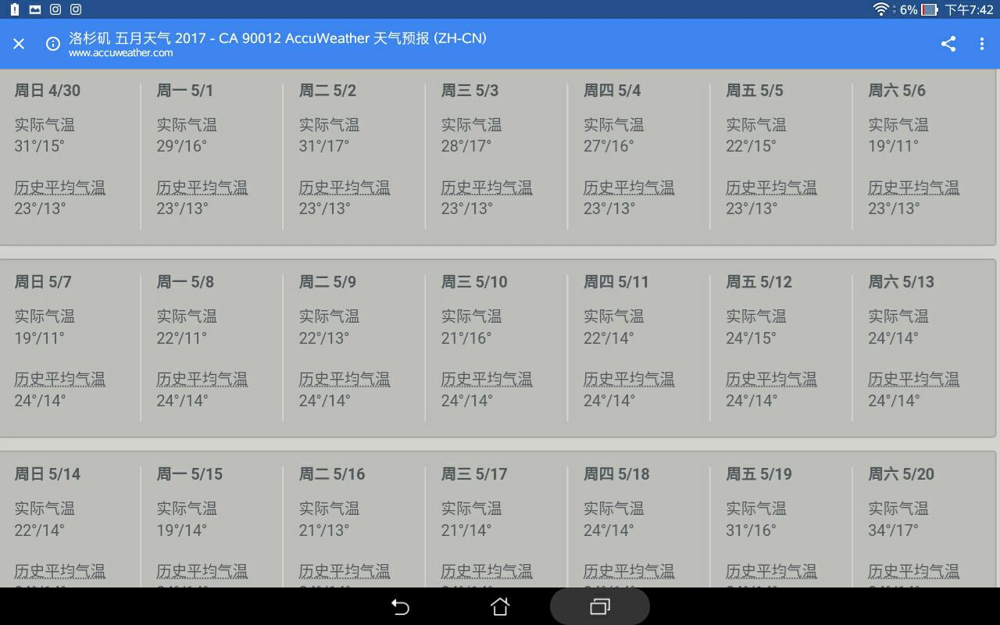 6% 下午7:42
洛杉矶 五月天气 2017 - CA 90012 AccuWeather 天气预报 (ZH-CN)
www.accuweather.com
周日 4/30 周一 5/1 周二 5/2 周三 5/3 周四 5/4 周五 5/5 周六 5/6
实际气温 实际气温 实际气温 实际气温 实际气温 实际气温 实际气温
31°/15° 29°/16° 31°/17° 28°/17° 27°/16° 22°/15° 19°/11°
历史平均气温 历史平均气温 历史平均气温 历史平均气温 历史平均气温 历史平均气温 历史平均气温
23°/13° 23°/13° 23°/13° 23°/13° 23°/13° 23°/13° 23°/13°
周日 5/7 周一 5/8 周二 5/9 周三 5/10 周四 5/11 周五 5/12 周六 5/13
实际气温 实际气温 实际气温 实际气温 实际气温 实际气温 实际气温
19°/11° 22°/11° 22°/13° 21°/16° 22°/14° 24°/15° 24°/14°
历史平均气温 历史平均气温 历史平均气温 历史平均气温 历史平均气温 历史平均气温 历史平均气温
24°/14° 24°/14° 24°/14° 24°/14° 24°/14° 24°/14° 24°/14°
周日 5/14 周一 5/15 周二 5/16 周三 5/17 周四 5/18 周五 5/19 周六 5/20
实际气温 实际气温 实际气温 实际气温 实际气温 实际气温 实际气温
22°/14° 19°/14° 21°/13° 21°/14° 24°/14° 31°/16° 34°/17°
历史平均气温 历史平均气温 历史平均气温 历史平均气温 历史平均气温 历史平均气温 历史平均气温